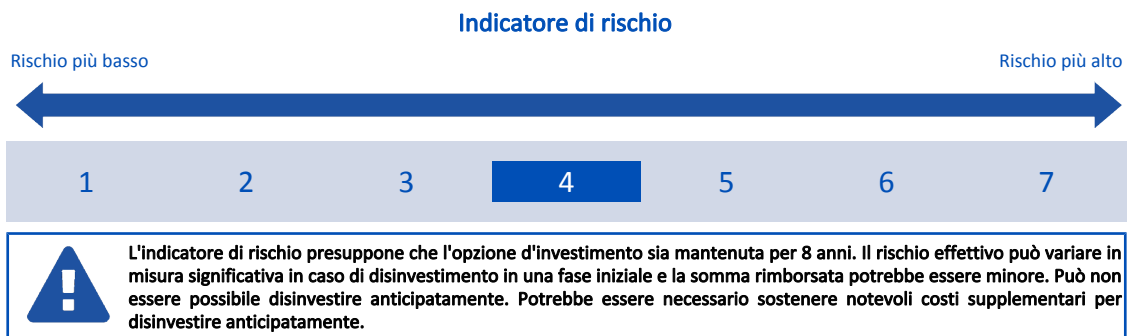 Indicatore di rischio
Rischio più basso
Rischio più alto
1 2 3 4 5 6 7
L'indicatore di rischio presuppone che l'opzione d'investimento sia mantenuta per 8 anni. Il rischio effettivo può variare in
misura significativa in caso di disinvestimento in una fase iniziale e la somma rimborsata potrebbe essere minore. Può non
essere possibile disinvestire anticipatamente. Potrebbe essere necessario sostenere notevoli costi supplementari per
disinvestire anticipatamente.